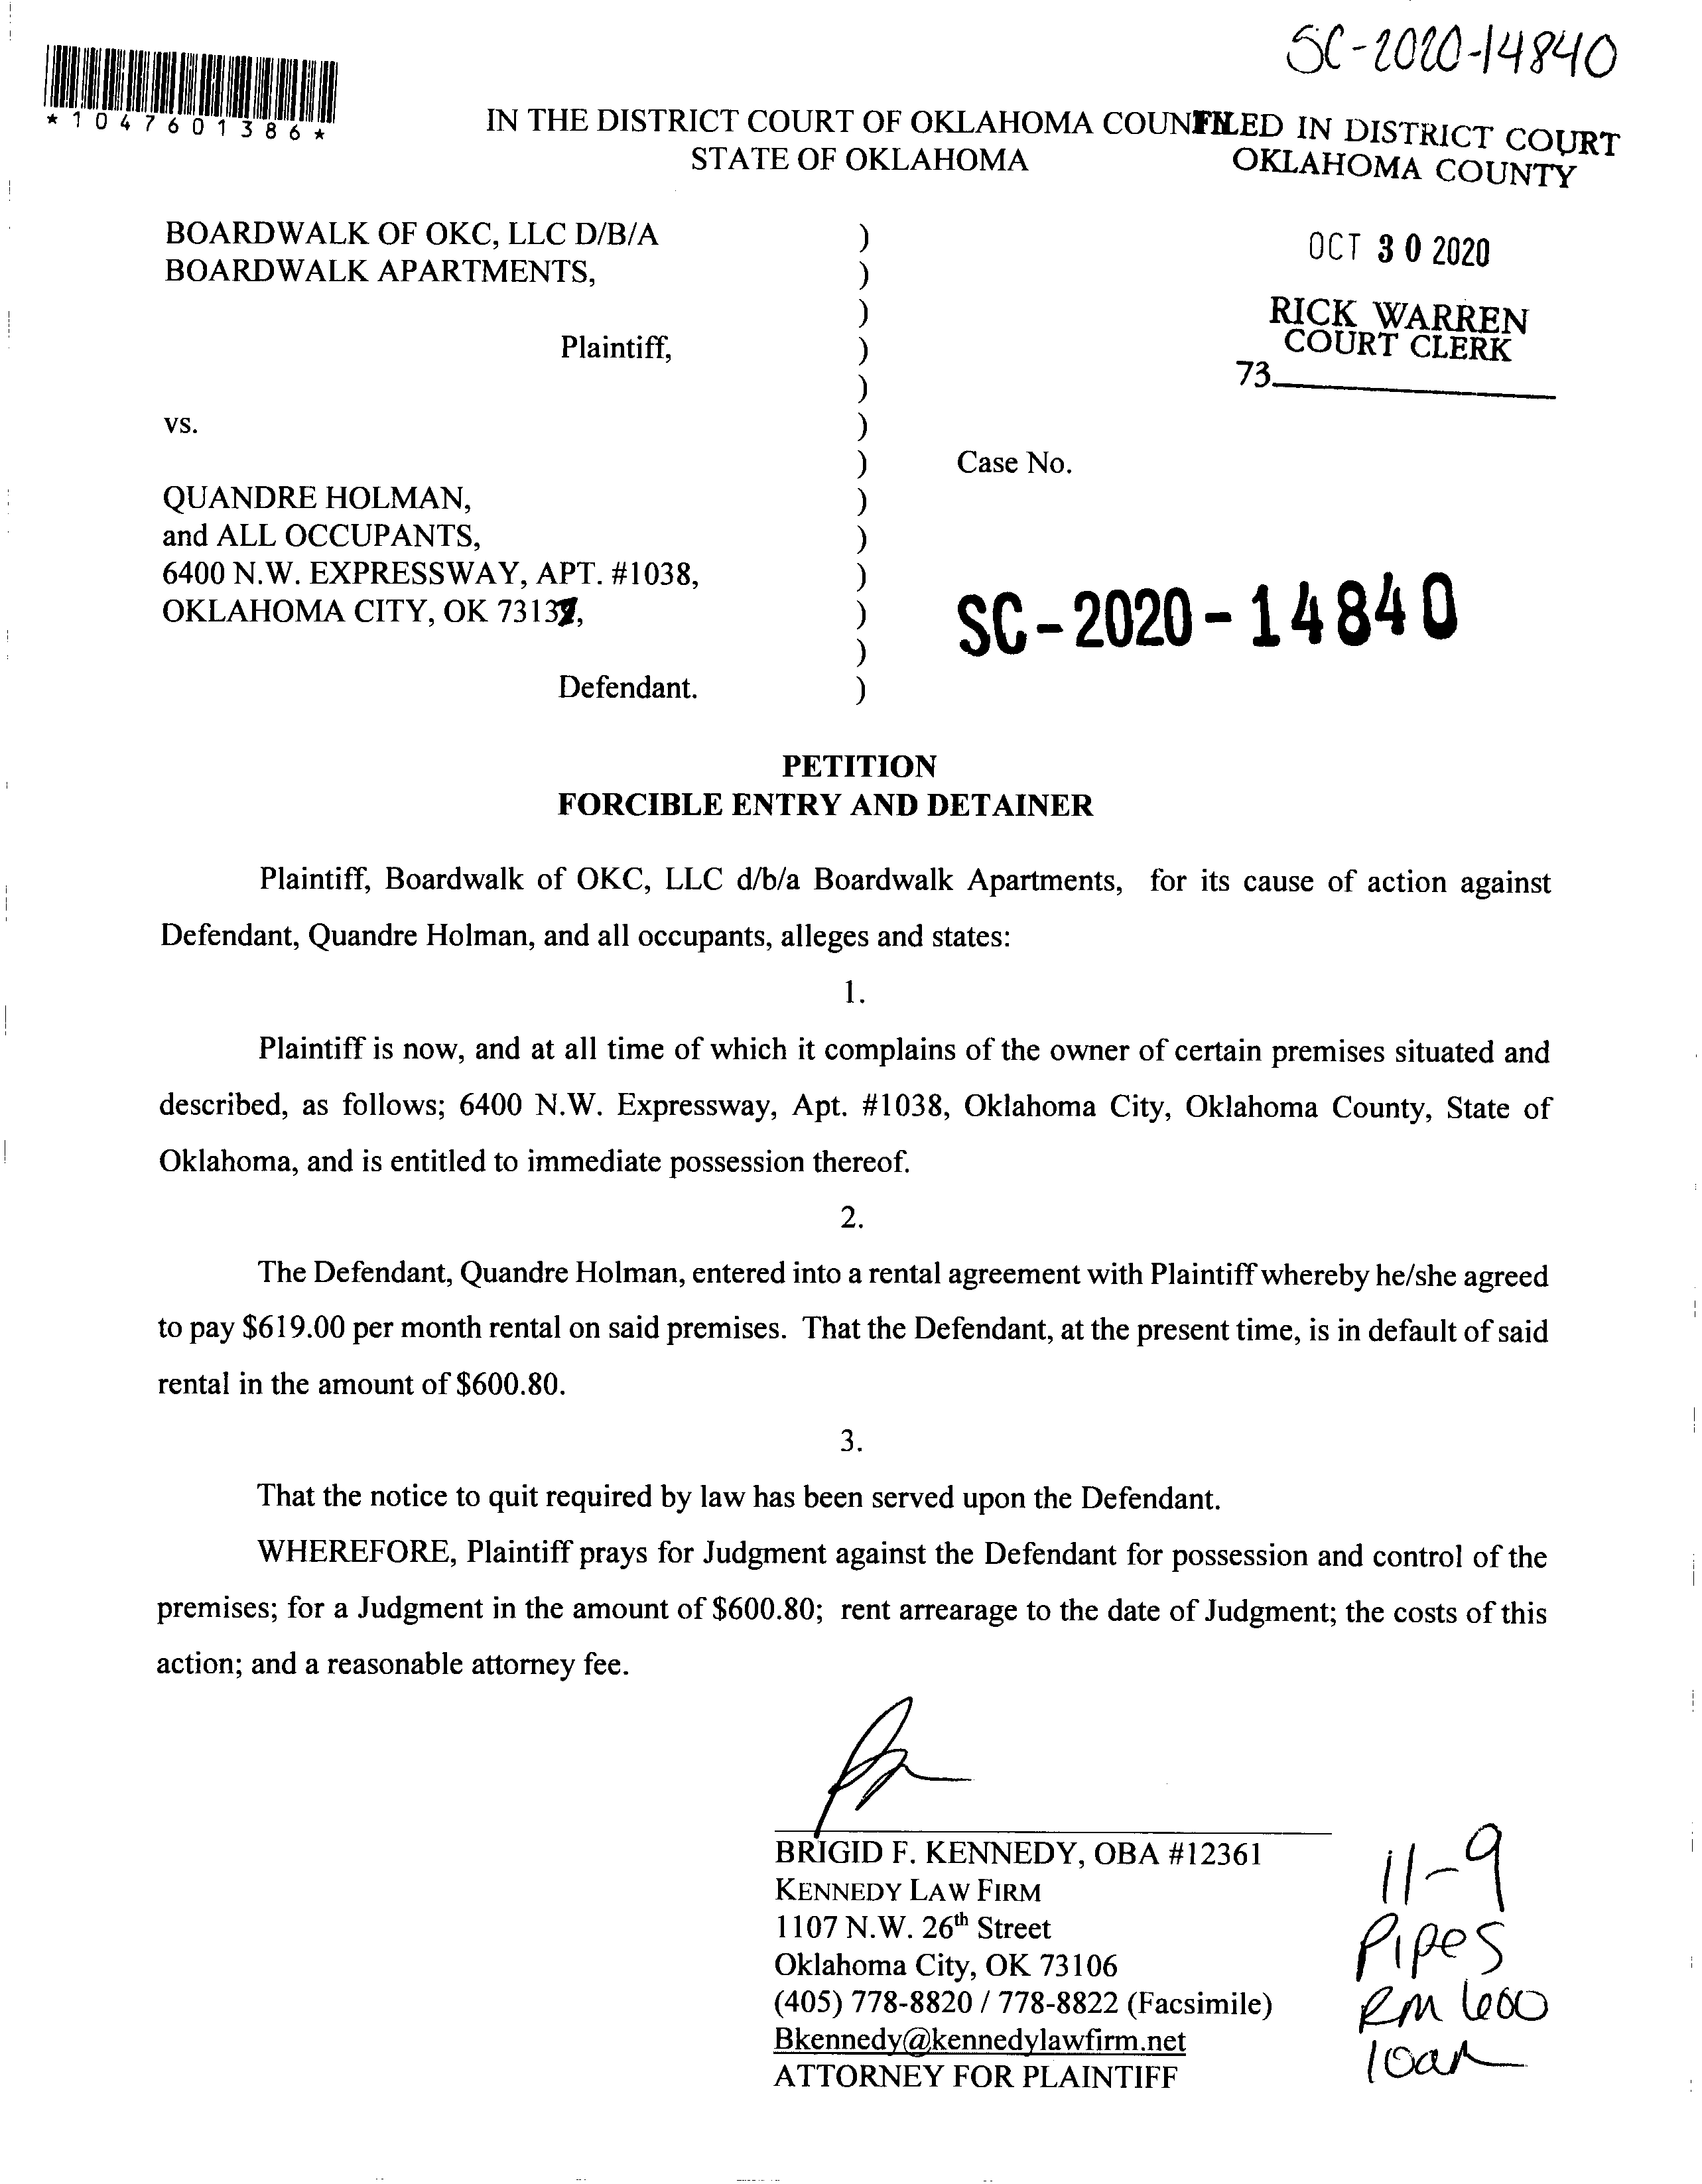 SC-2020-14840
*1047601386*
IN THE DISTRICT COURT OF OKLAHOMA COUN
FILED IN DISTRICT COURT
STATE OF OKLAHOMA
OKLAHOMA COUNTY
BOARDWALK OF OKC, LLC D/B/A )
BOARDWALK APARTMENTS, )
OCT 30 2020
)
RICK WARREN
COURT CLERK
Plaintiff, )
73
)
vs. )
) Case No.
QUANDRE HOLMAN, )
and ALL OCCUPANTS, )
6400 N.W. EXPRESSWAY, APT. #1038, )
OKLAHOMA CITY, OK 7313 , )
SC-2020-14840
)
Defendant. )
PETITION
FORCIBLE ENTRY AND DETAINER
Plaintiff, Boardwalk of OKC, LLC d/b/a Boardwalk Apartments, for its cause of action against
Defendant, Quandre Holman, and all occupants, alleges and states:
1.
Plaintiff is now, and at all time of which it complains of the owner of certain premises situated and
described, as follows; 6400 N.W. Expressway, Apt. #1038, Oklahoma City, Oklahoma County, State of
Oklahoma, and is entitled to immediate possession thereof.
2.
The Defendant, Quandre Holman, entered into a rental agreement with Plaintiff whereby he/she agreed
to pay $619.00 per month rental on said premises. That the Defendant, at the present time, is in default of said
rental in the amount of $600.80.
3.
That the notice to quit required by law has been served upon the Defendant.
WHEREFORE, Plaintiff prays for Judgment against the Defendant for possession and control of the
premises; for a Judgment in the amount of $600.80; rent arrearage to the date of Judgment; the costs of this
action; and a reasonable attorney fee.
BRIGID F. KENNEDY, OBA #12361
KENNEDY LAW FIRM
1107 N.W. 26th Street
Oklahoma City, OK 73106
(405) 778-8820 / 778-8822 (Facsimile)
Bkennedy@kennedylawfirm.net
ATTORNEY FOR PLAINTIFF
11-9
Pipes
RM 600
10am